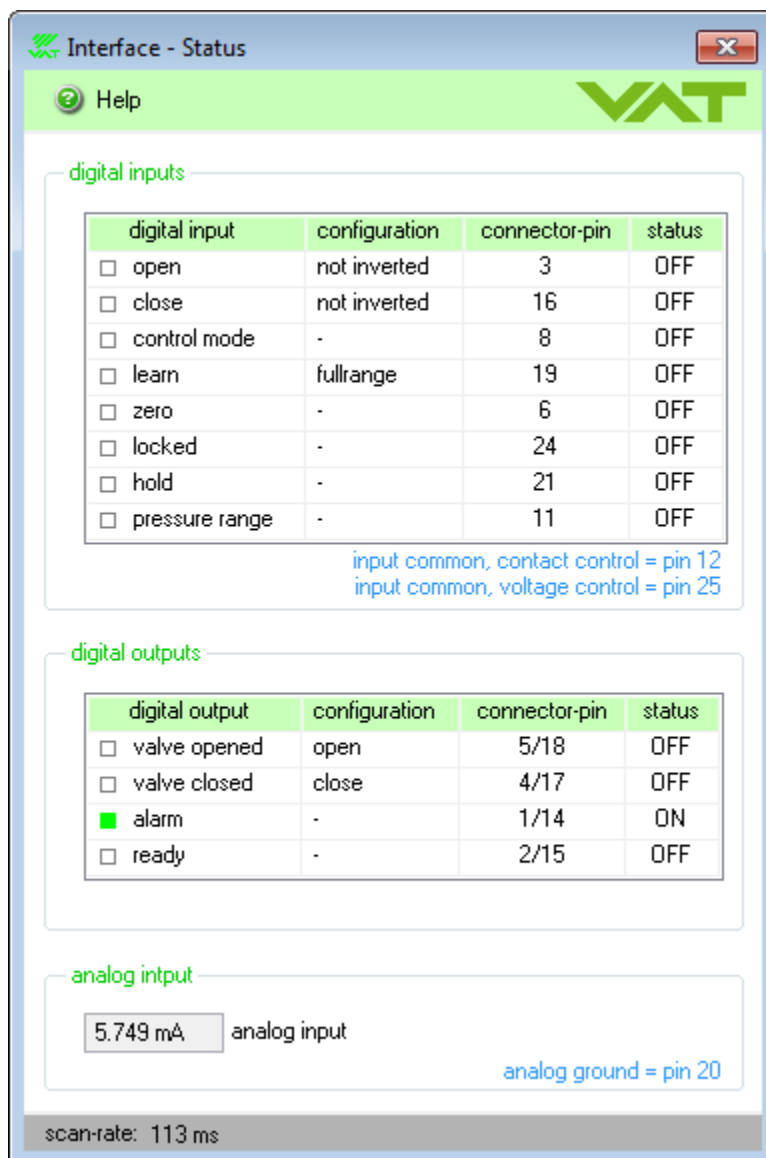 VAT Interface - Status
Help
VAT
digital inputs
digital input configuration connector-pin status
open not inverted 3 OFF
close not inverted 16 OFF
control mode - 8 OFF
learn fullrange 19 OFF
zero - 6 OFF
locked - 24 OFF
hold - 21 OFF
pressure range - 11 OFF
input common, contact control = pin 12
input common, voltage control = pin 25
digital outputs
digital output configuration connector-pin status
valve opened open 5/18 OFF
valve closed close 4/17 OFF
alarm - 1/14 ON
ready - 2/15 OFF
analog intput
5.749 mA analog input
analog ground = pin 20
scan-rate: 113 ms